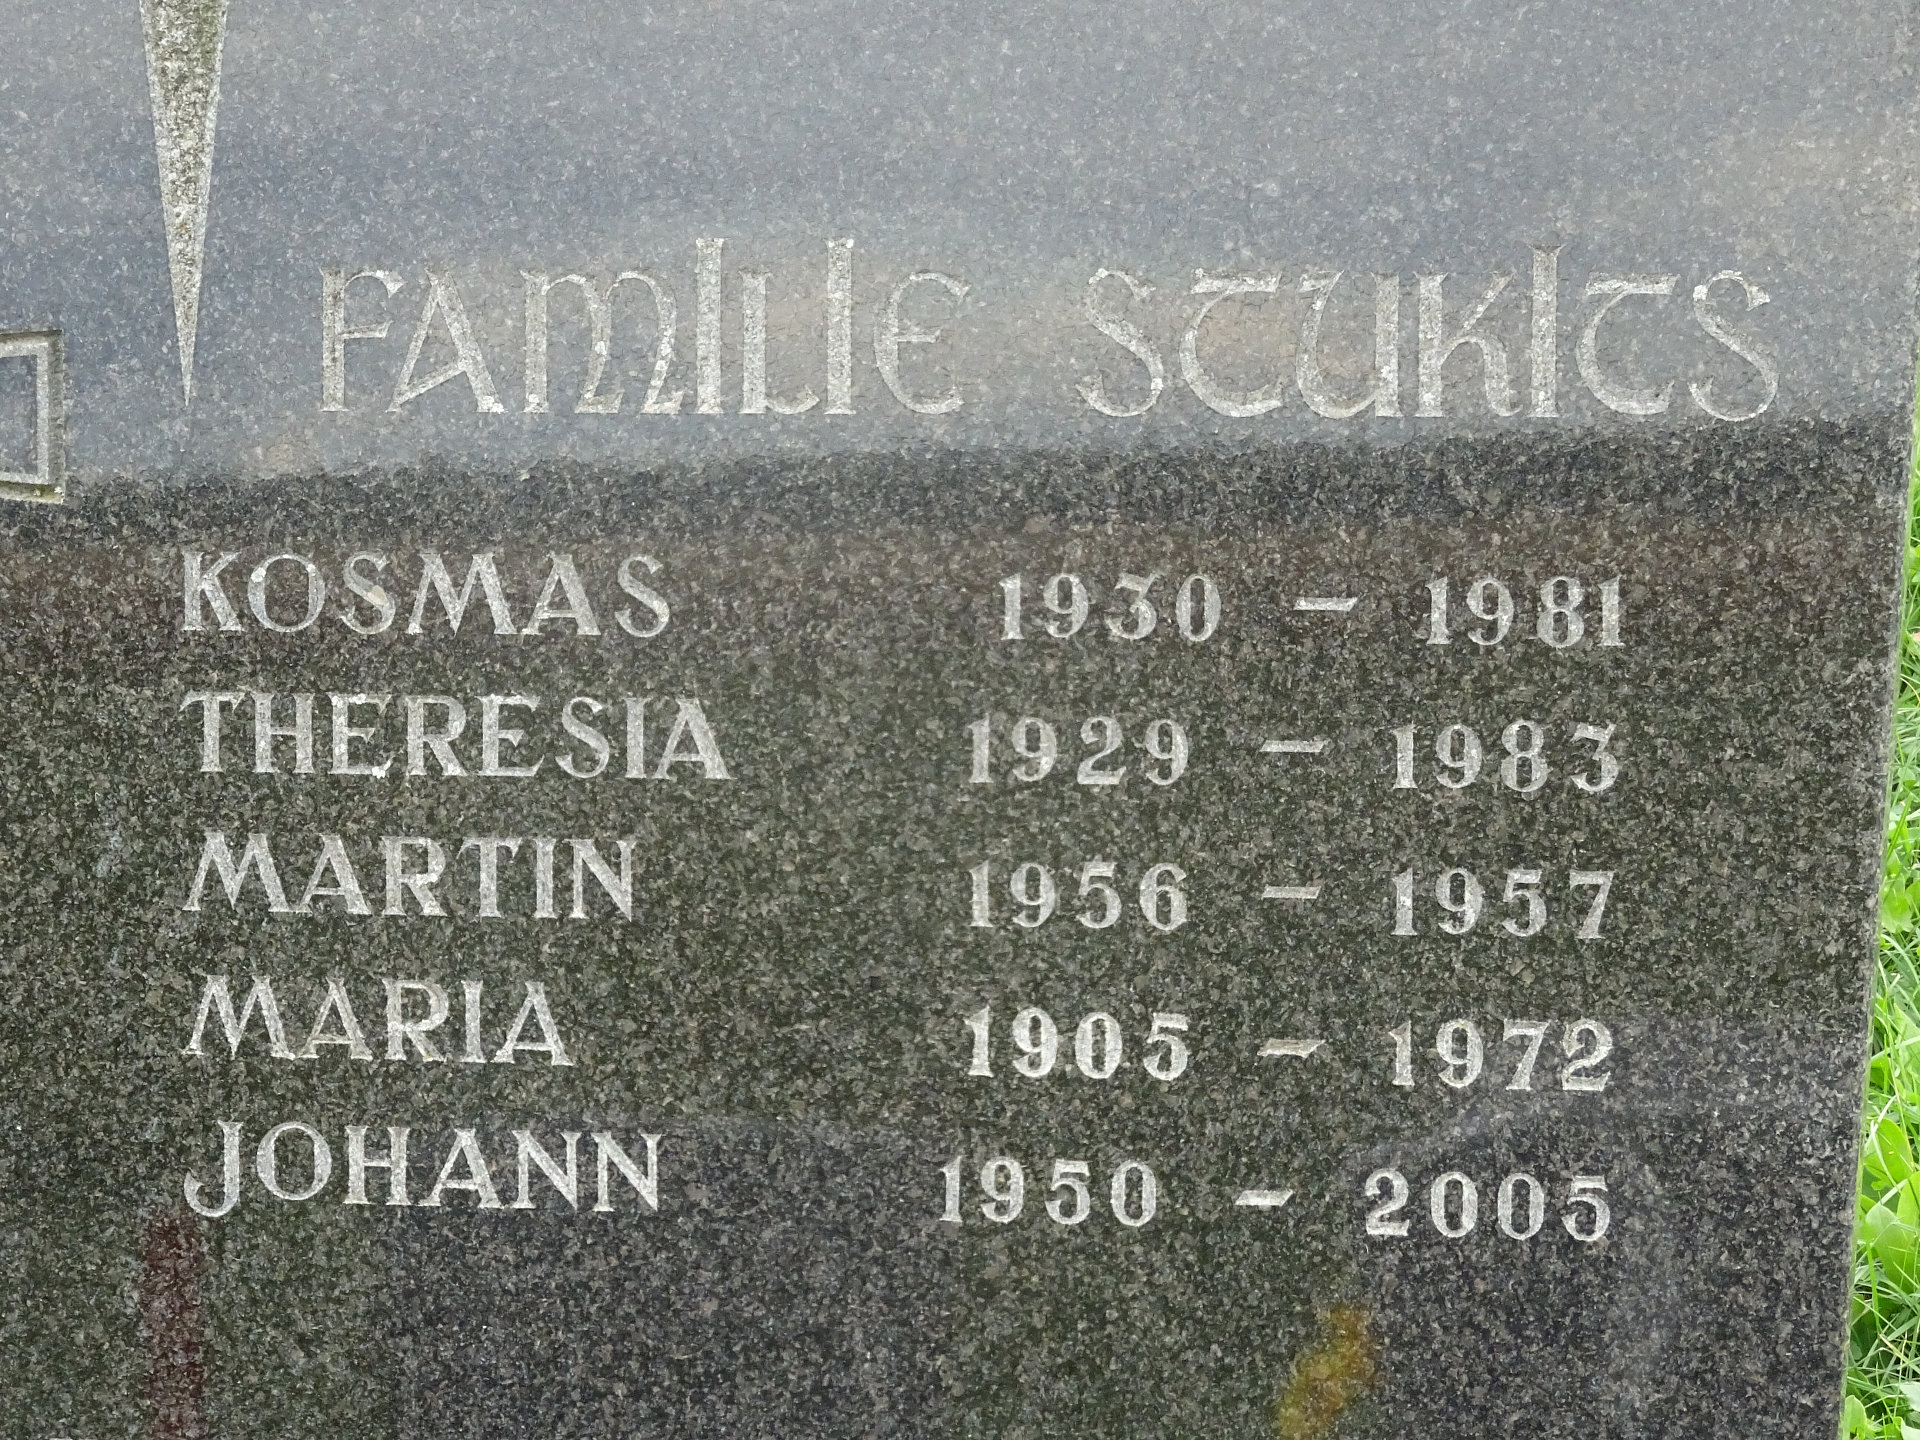 FAMILIE STUKITS
KOSMAS 1930 - 1981
THERESIA 1929 - 1983
MARTIN 1956 - 1957
MARIA 1905 - 1972
JOHANN 1950 - 2005